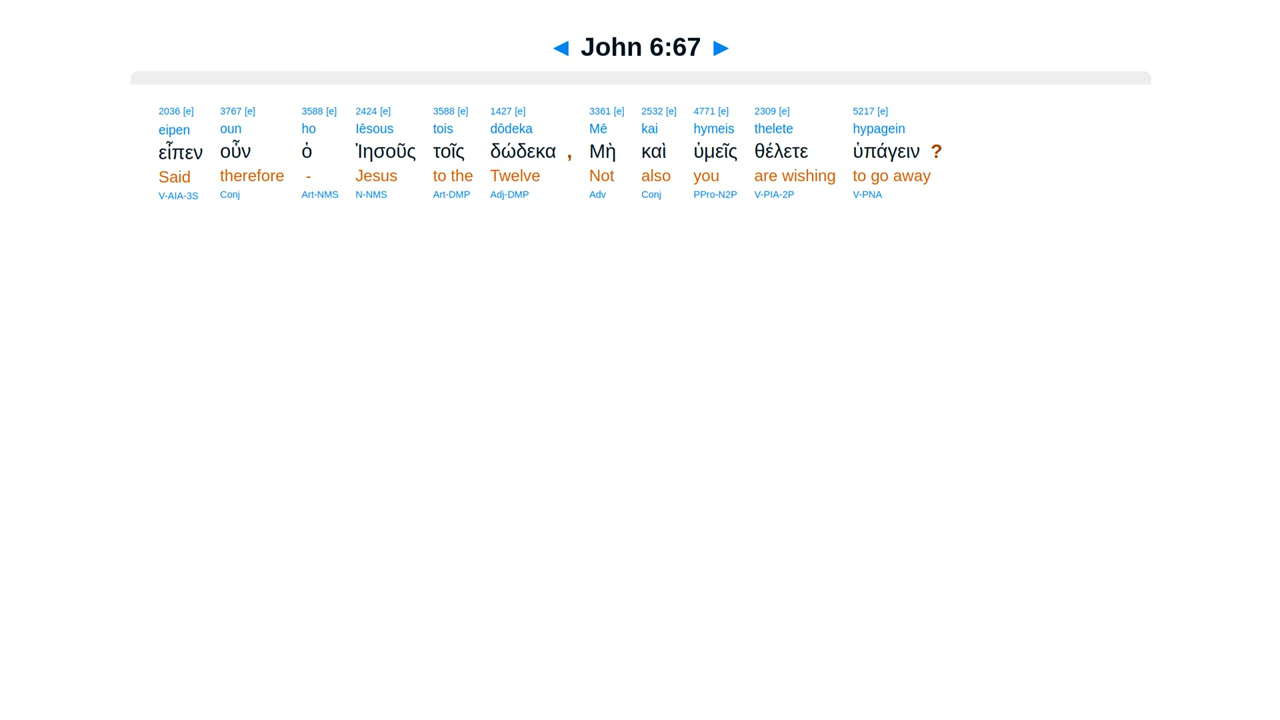 ◄ John 6:67 ►
2036 [e] 3767 [e] 3588 [e] 2424 [e] 3588 [e] 1427 [e] 3361 [e] 2532 [e] 4771 [e] 2309 [e] 5217 [e]
eipen oun ho Iēsous tois dōdeka Mē kai hymeis thelete hypagein
εἶπεν οὖν ὁ Ἰησοῦς τοῖς δώδεκα , Μὴ καὶ ὑμεῖς θέλετε ὑπάγειν ?
Said therefore - Jesus to the Twelve Not also you are wishing to go away
V-AIA-3S Conj Art-NMS N-NMS Art-DMP Adj-DMP Adv Conj PPro-N2P V-PIA-2P V-PNA